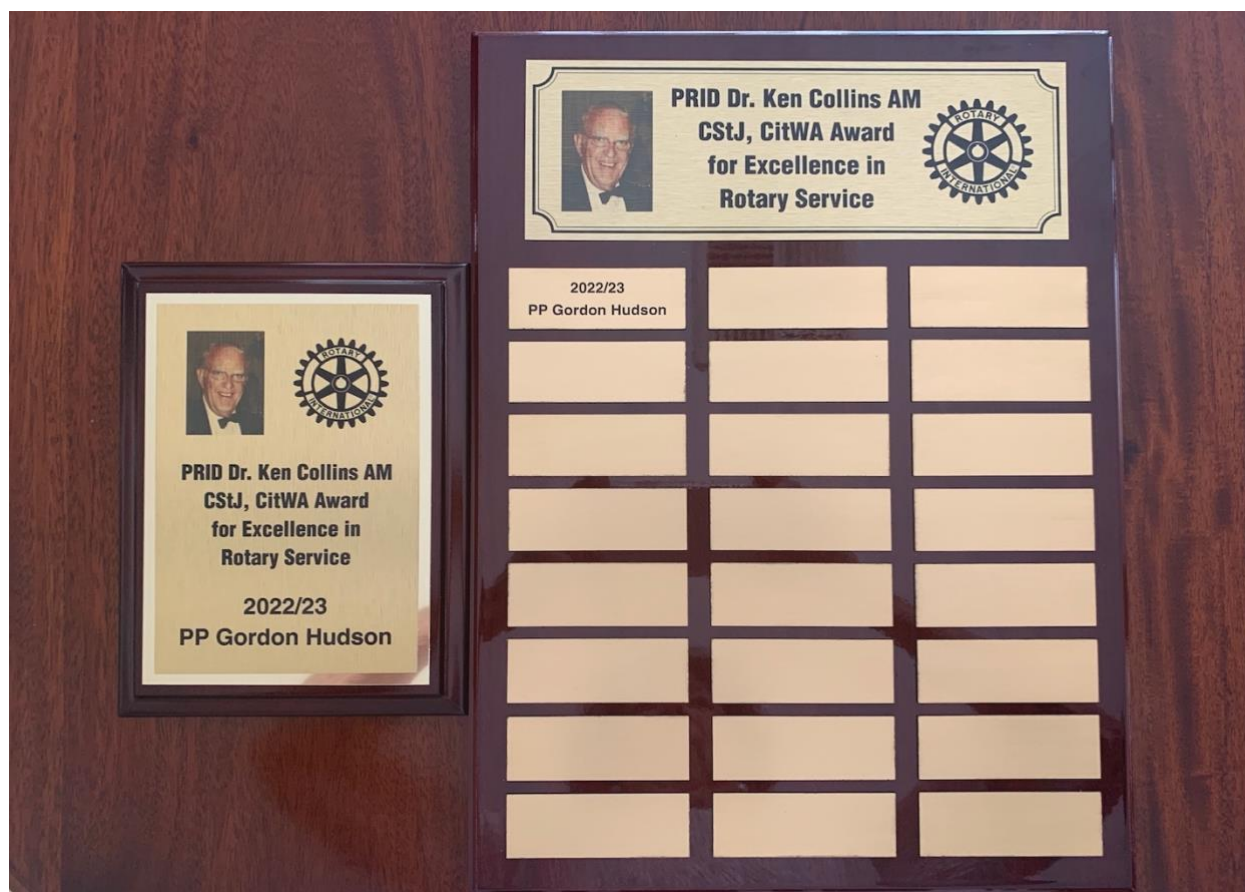 PRID Dr. Ken Collins AM
CStJ, CitWA Award
for Excellence in
Rotary Service
ROTARY
INTERNATIONAL
2022/23
PP Gordon Hudson
ROTARY
INTERNATIONAL
PRID Dr. Ken Collins AM
CStJ, CitWA Award
for Excellence in
Rotary Service
2022/23
PP Gordon Hudson